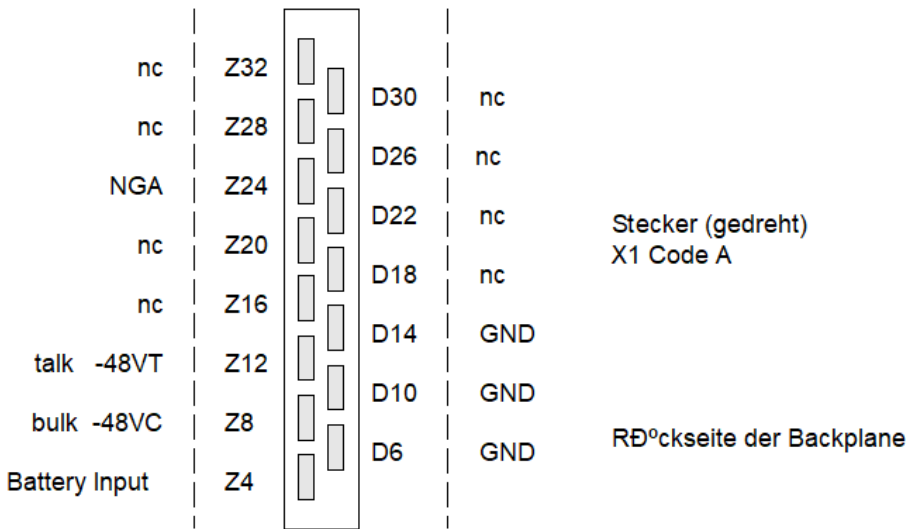 nc Z32
D30 nc
nc Z28
D26 nc
NGA Z24
D22 nc
Stecker (gedreht)
nc Z20
X1 Code A
D18 nc
nc Z16
D14 GND
talk -48VT Z12
D10 GND
bulk -48VC Z8
RĐºckseite der Backplane
D6 GND
Battery Input Z4